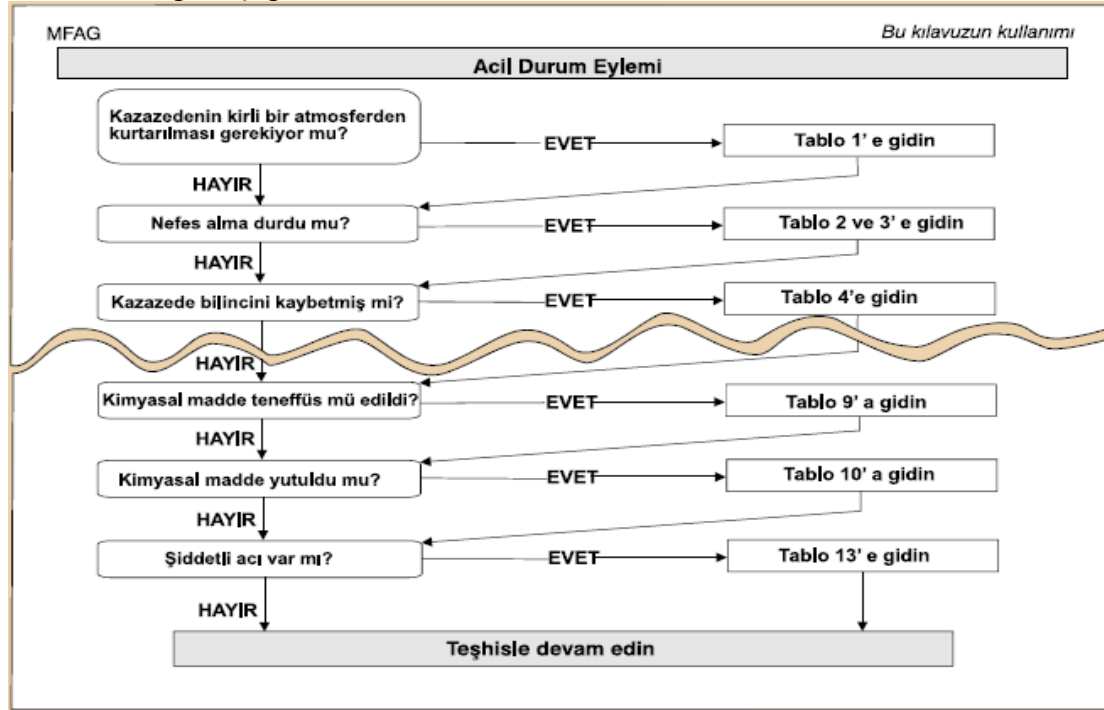 MFAG
Bu kılavuzun kullanımı
Acil Durum Eylemi
Kazazedenin kirli bir atmosferden
kurtarılması gerekiyor mu?
EVET
Tablo 1' e gidin
HAYIR
Nefes alma durdu mu?
EVET
Tablo 2 ve 3' e gidin
HAYIR
Kazazede bilincini kaybetmiş mi?
EVET
Tablo 4'e gidin
HAYIR
Kimyasal madde teneffüs mü edildi?
EVET
Tablo 9' a gidin
HAYIR
Kimyasal madde yutuldu mu?
EVET
Tablo 10' a gidin
HAYIR
Şiddetli acı var mı?
EVET
Tablo 13' e gidin
HAYIR
Teşhisle devam edin